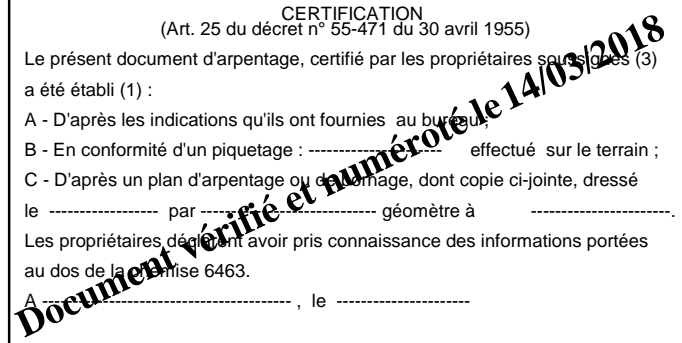 CERTIFICATION
(Art. 25 du décret n° 55-471 du 30 avril 1955)
Le présent document d'arpentage, certifié par les propriétaires soussignés (3)
a été établi (1) :
A - D'après les indications qu'ils ont fournies au bureau ;
B - En conformité d'un piquetage : ---------------------- effectué sur le terrain ;
C - D'après un plan d'arpentage ou de bornage, dont copie ci-jointe, dressé
le ------------------ par ----------------------------- géomètre à -----------------------.
Les propriétaires déclarent avoir pris connaissance des informations portées
au dos de la chemise 6463.
A ----------------------------------------- , le ----------------------
Document vérifié et numéroté le 14/03/2018